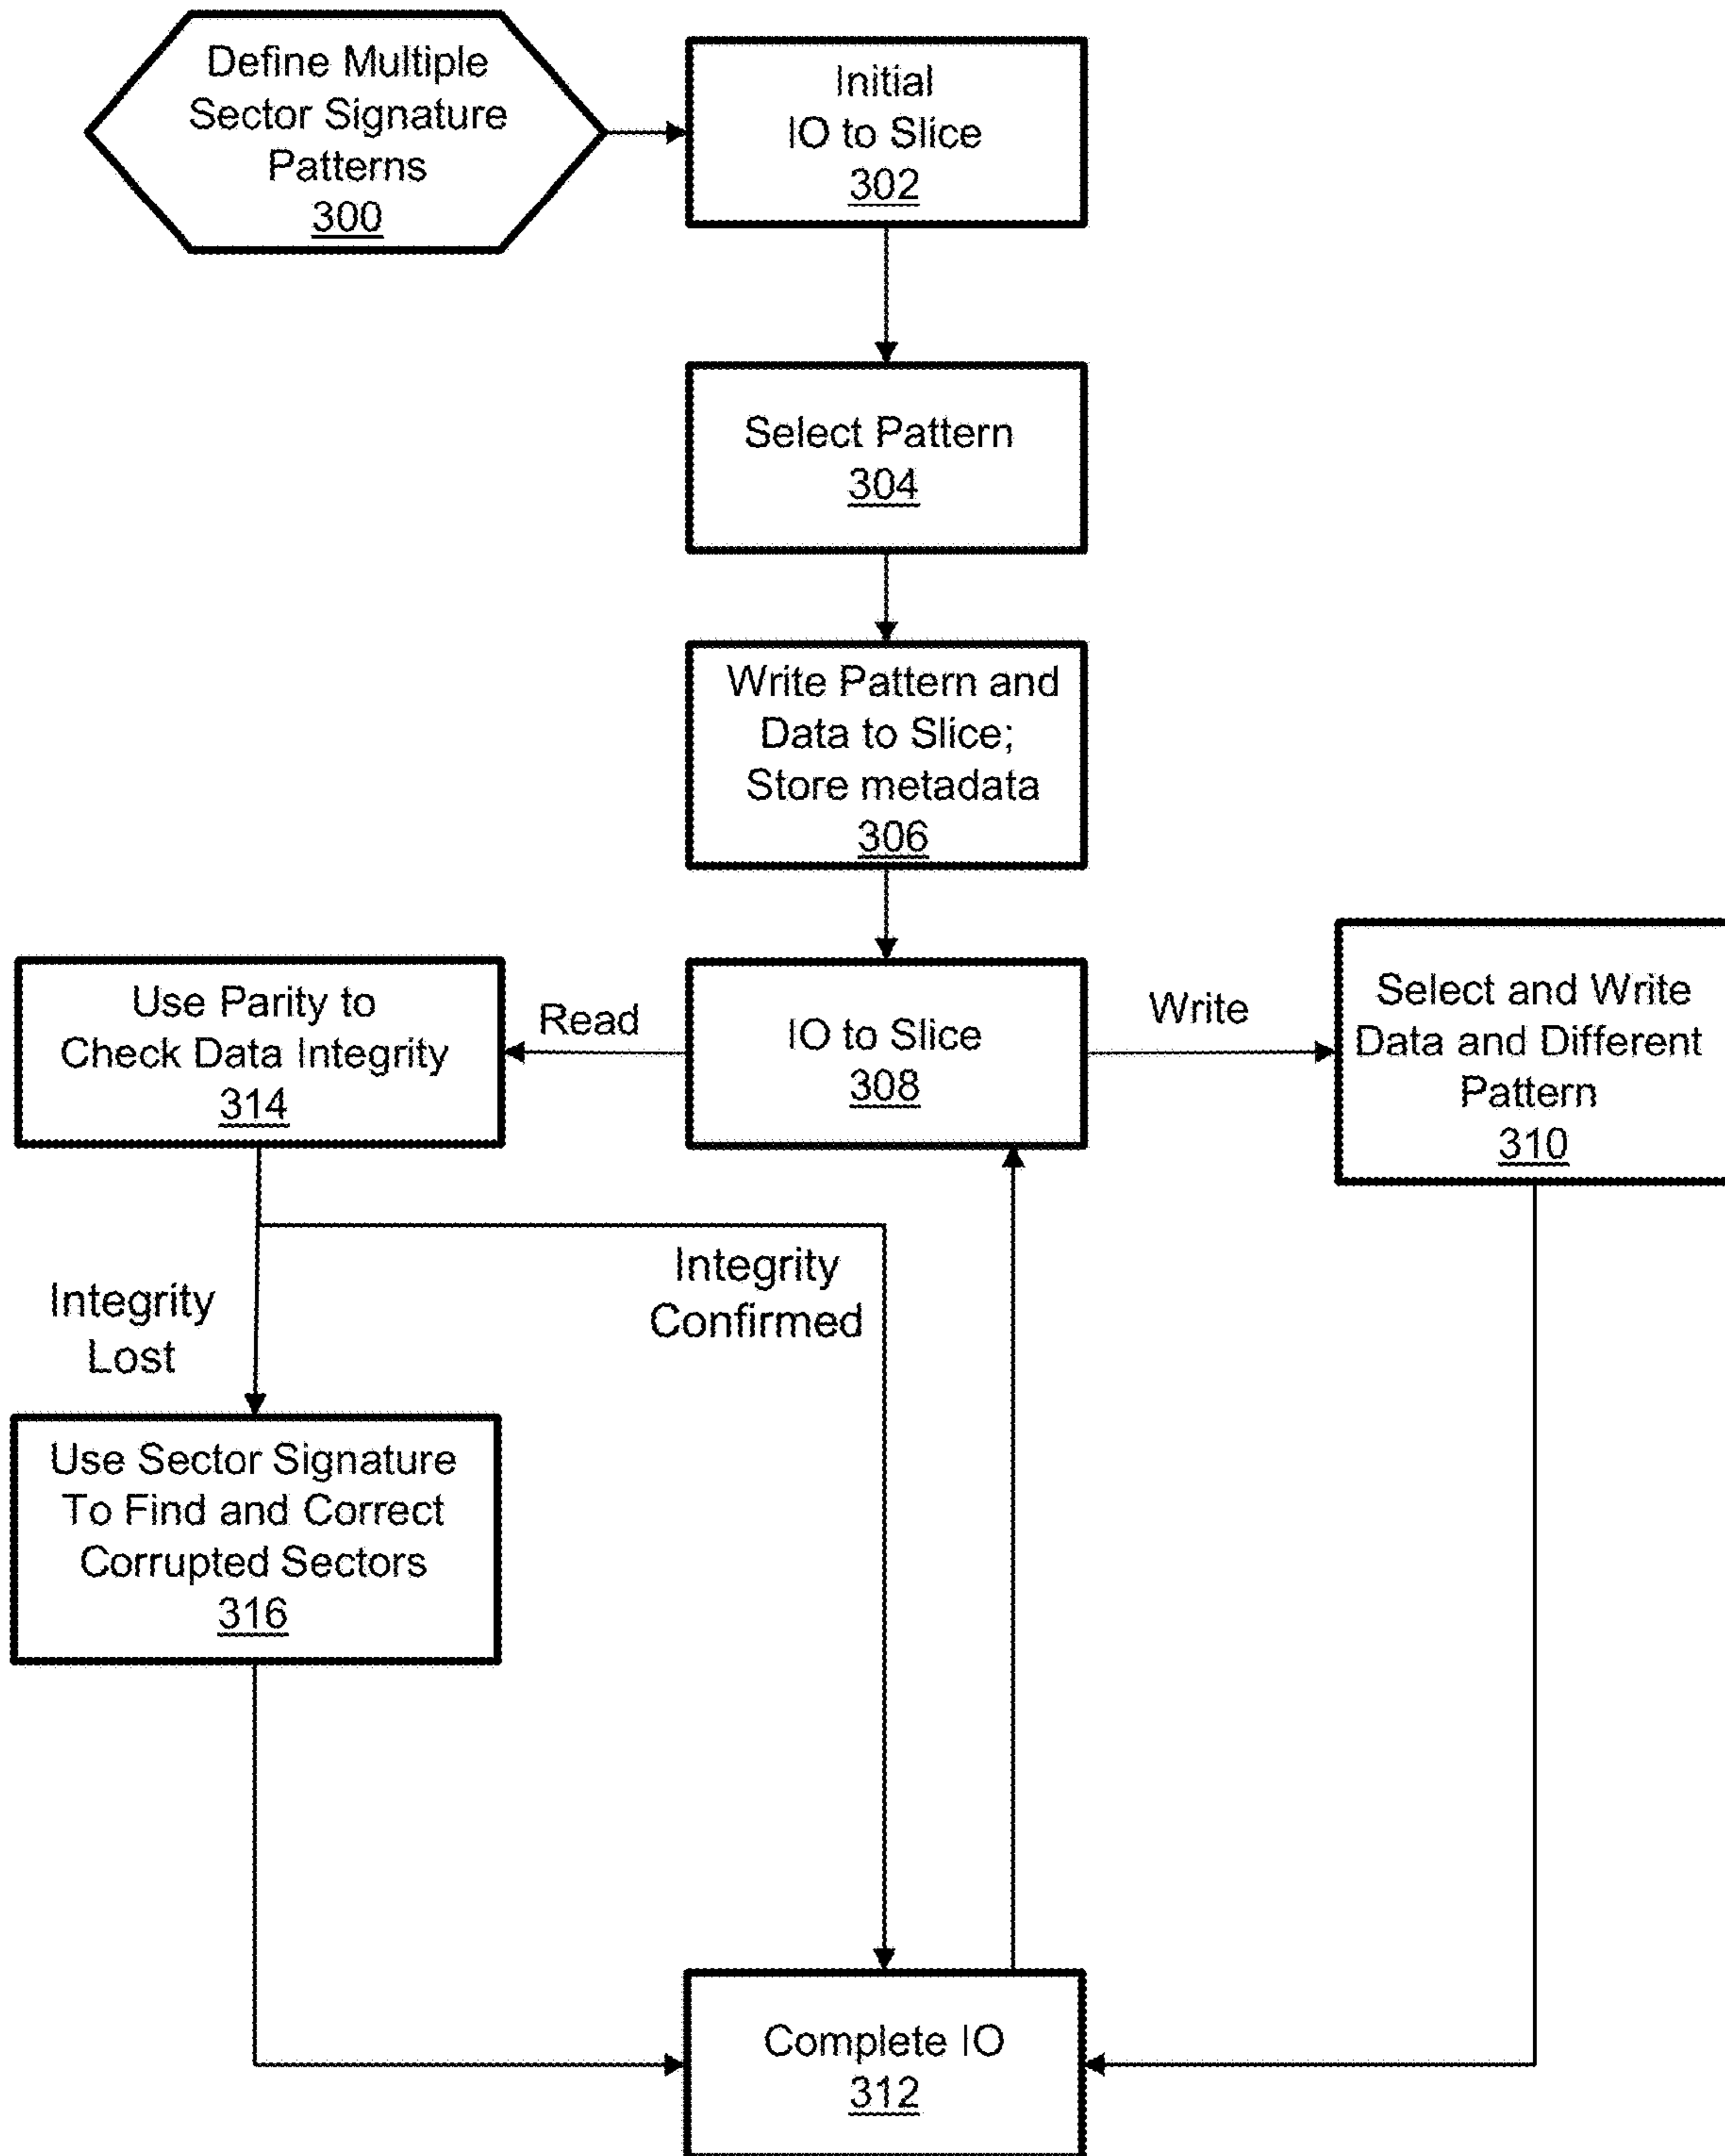 Define Multiple
Sector Signature
Patterns
300
Initial
IO to Slice
302
Select Pattern
304
Write Pattern and
Data to Slice;
Store metadata
306
Use Parity to
Check Data Integrity
314
Read
IO to Slice
308
Write
Select and Write
Data and Different
Pattern
310
Integrity
Lost
Integrity
Confirmed
Use Sector Signature
To Find and Correct
Corrupted Sectors
316
Complete IO
312